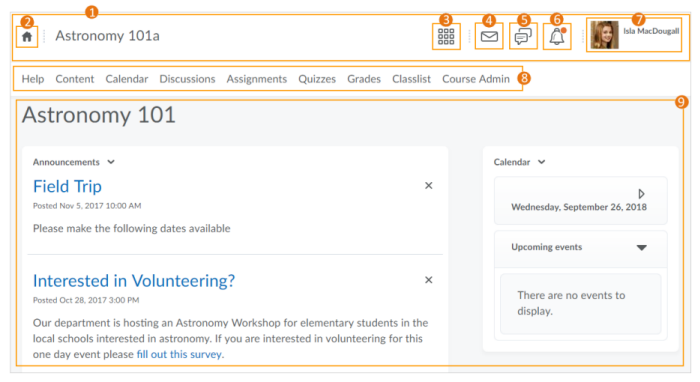 1
2
3
4
5
6
7
Astronomy 101a
Isla MacDougall
Help Content Calendar Discussions Assignments Quizzes Grades Classlist Course Admin 8
9
Astronomy 101
Announcements
Field Trip
Posted Nov 5, 2017 10:00 AM
Please make the following dates available
Interested in Volunteering?
Posted Oct 28, 2017 3:00 PM
Our department is hosting an Astronomy Workshop for elementary students in the
local schools interested in astronomy. If you are interested in volunteering for this
one day event please fill out this survey.
Calendar
Wednesday, September 26, 2018
Upcoming events
There are no events to
display.